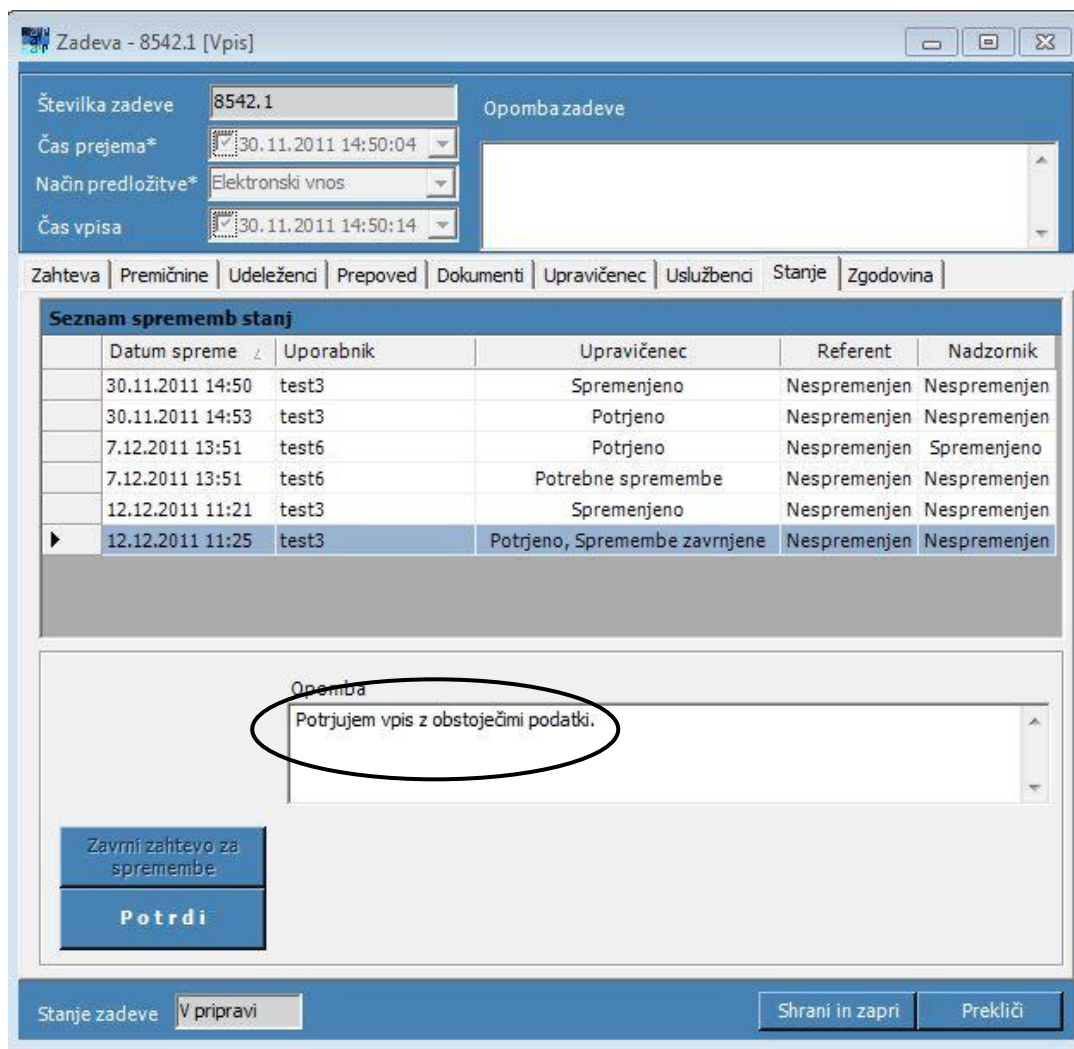 Zadeva - 8542.1 [Vpis]
Številka zadeve 8542.1 Opomba zadeve
Čas prejema* 30.11.2011 14:50:04
Način predložitve* Elektronski vnos
Čas vpisa 30.11.2011 14:50:14
Zahteva Premičnine Udeleženci Prepoved Dokumenti Upravičenec Uslužbenci Stanje Zgodovina
Seznam sprememb stanj
Datum spreme Uporabnik Upravičenec Referent Nadzornik
30.11.2011 14:50 test3 Spremenjeno Nespremenjen Nespremenjen
30.11.2011 14:53 test3 Potrjeno Nespremenjen Nespremenjen
7.12.2011 13:51 test6 Potrjeno Nespremenjen Spremenjeno
7.12.2011 13:51 test6 Potrebne spremembe Nespremenjen Nespremenjen
12.12.2011 11:21 test3 Spremenjeno Nespremenjen Nespremenjen
12.12.2011 11:25 test3 Potrjeno, Spremembe zavrnjene Nespremenjen Nespremenjen
Opomba
Potrjujem vpis z obstoječimi podatki.
Zavrni zahtevo za
spremembe
Potrdi
Stanje zadeve V pripravi Shrani in zapri Prekliči